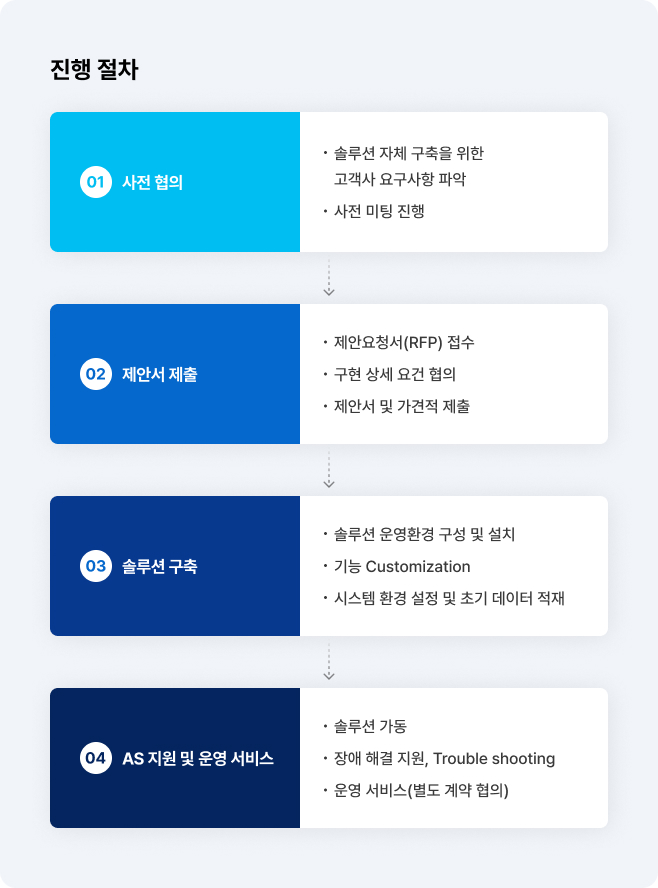 진행 절차
01 사전 협의
· 솔루션 자체 구축을 위한
고객사 요구사항 파악
· 사전 미팅 진행
02 제안서 제출
· 제안요청서(RFP) 접수
· 구현 상세 요건 협의
· 제안서 및 가견적 제출
03 솔루션 구축
· 솔루션 운영환경 구성 및 설치
· 기능 Customization
· 시스템 환경 설정 및 초기 데이터 적재
04 AS 지원 및 운영 서비스
· 솔루션 가동
· 장애 해결 지원, Trouble shooting
· 운영 서비스(별도 계약 협의)